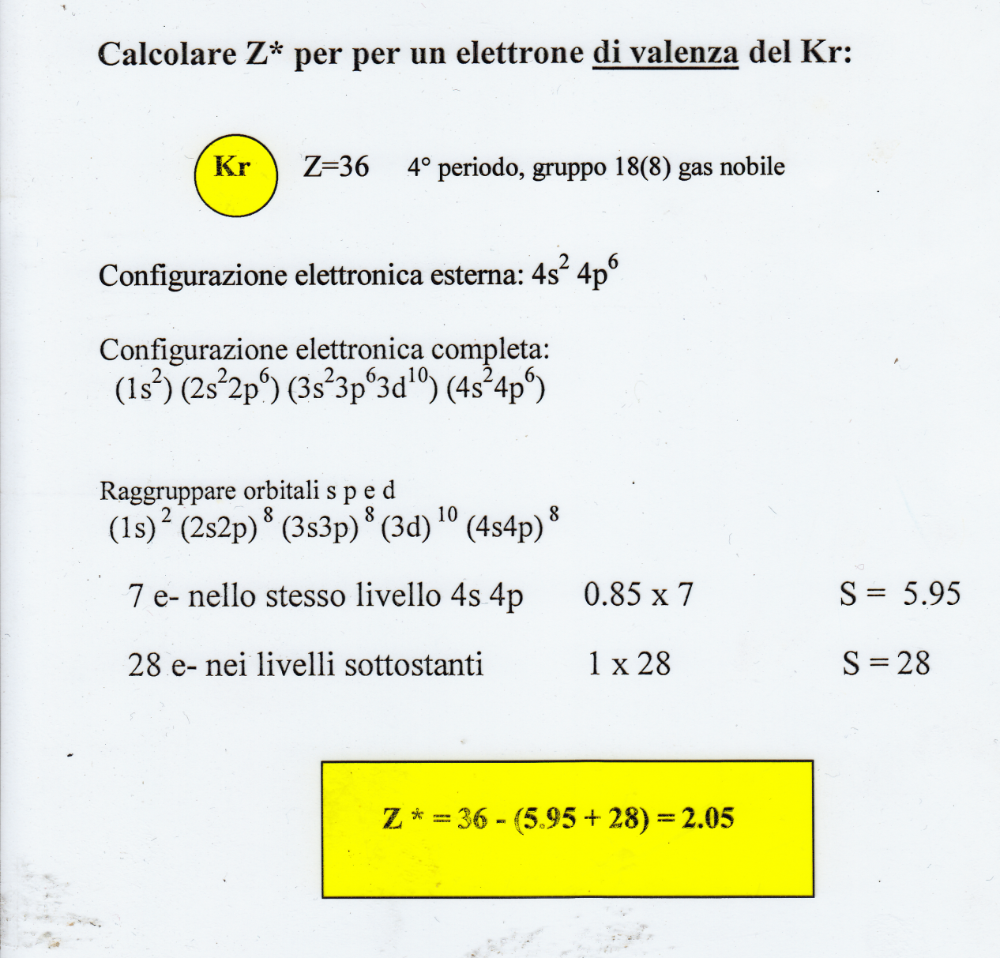 Calcolare Z* per per un elettrone di valenza del Kr:
Kr Z=36 4° periodo, gruppo 18(8) gas nobile
Configurazione elettronica esterna: 4s² 4p⁶
Configurazione elettronica completa:
(1s²) (2s²2p⁶) (3s²3p⁶3d¹⁰) (4s²4p⁶)
Raggruppare orbitali s p e d
(1s)² (2s2p)⁸ (3s3p)⁸ (3d)¹⁰ (4s4p)⁸
7 e- nello stesso livello 4s 4p 0.85 x 7 S = 5.95
28 e- nei livelli sottostanti 1 x 28 S = 28
Z * = 36 - (5.95 + 28) = 2.05